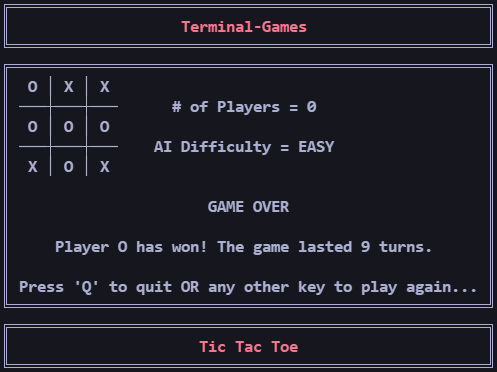 Terminal-Games
O | X | X
# of Players = 0
O | O | O
AI Difficulty = EASY
X | O | X
GAME OVER
Player O has won! The game lasted 9 turns.
Press 'Q' to quit OR any other key to play again...
Tic Tac Toe